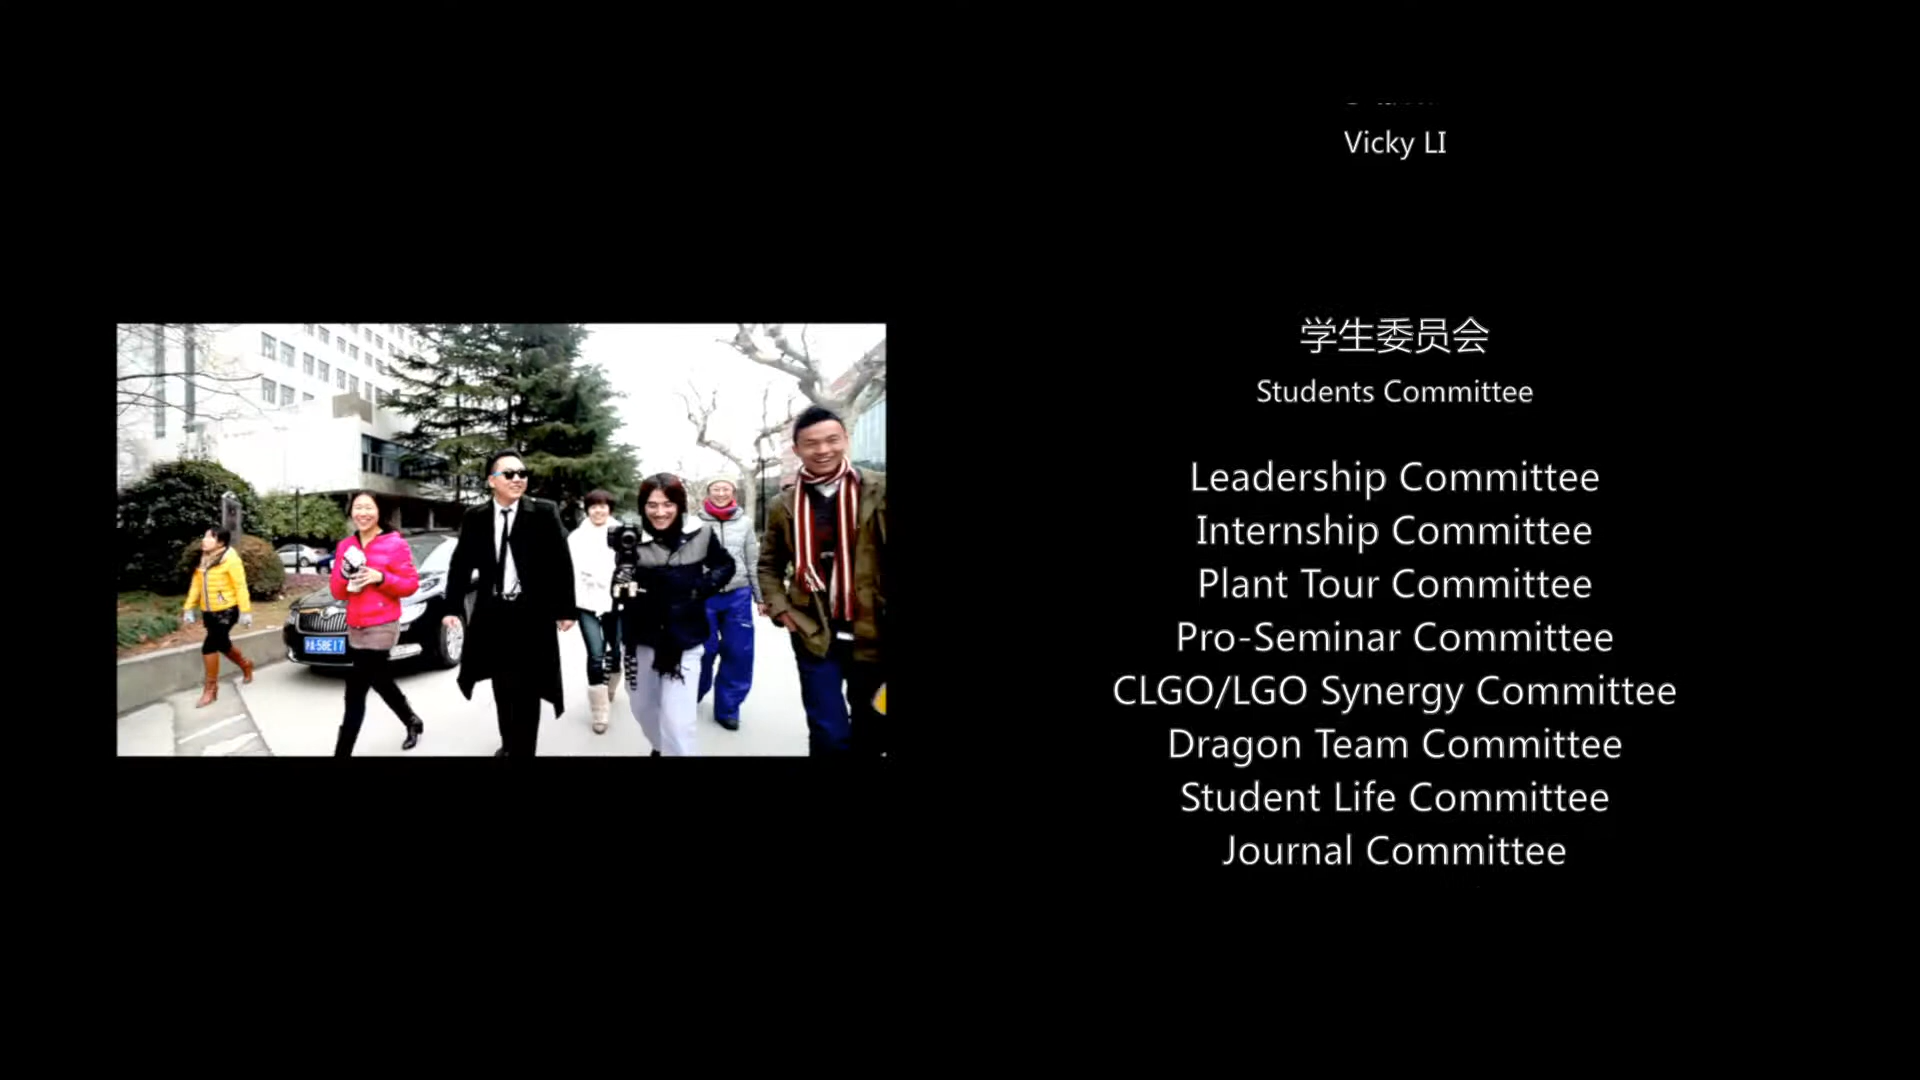 Vicky LI
学生委员会
Students Committee
Leadership Committee
Internship Committee
Plant Tour Committee
Pro-Seminar Committee
CLGO/LGO Synergy Committee
Dragon Team Committee
Student Life Committee
Journal Committee